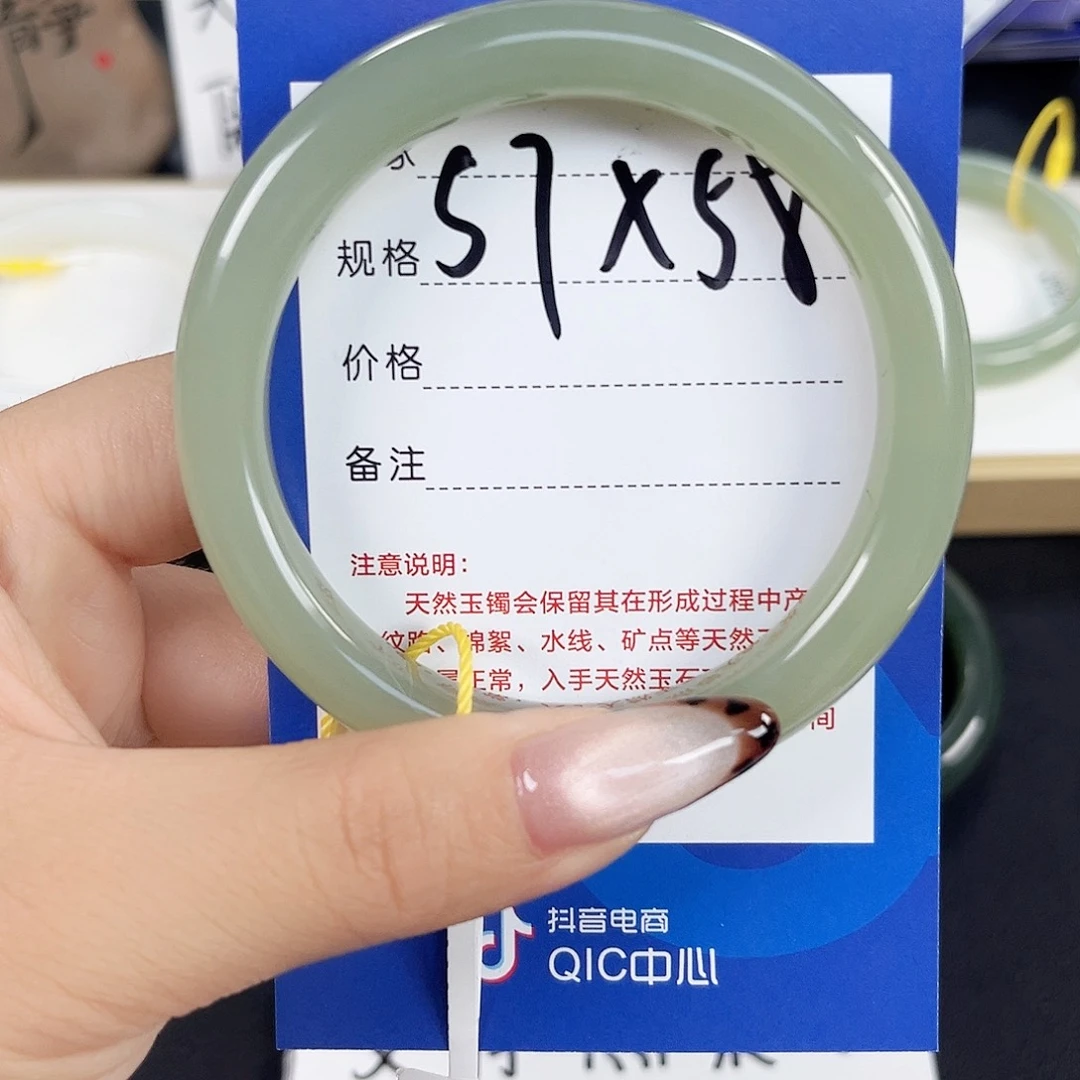 规格 57x58
价格
备注
注意说明：
天然玉镯会保留其在形成过程中产
纹路、棉絮、水线、矿点等天然
正常，入手天然玉石
间
抖音电商
QIC中心